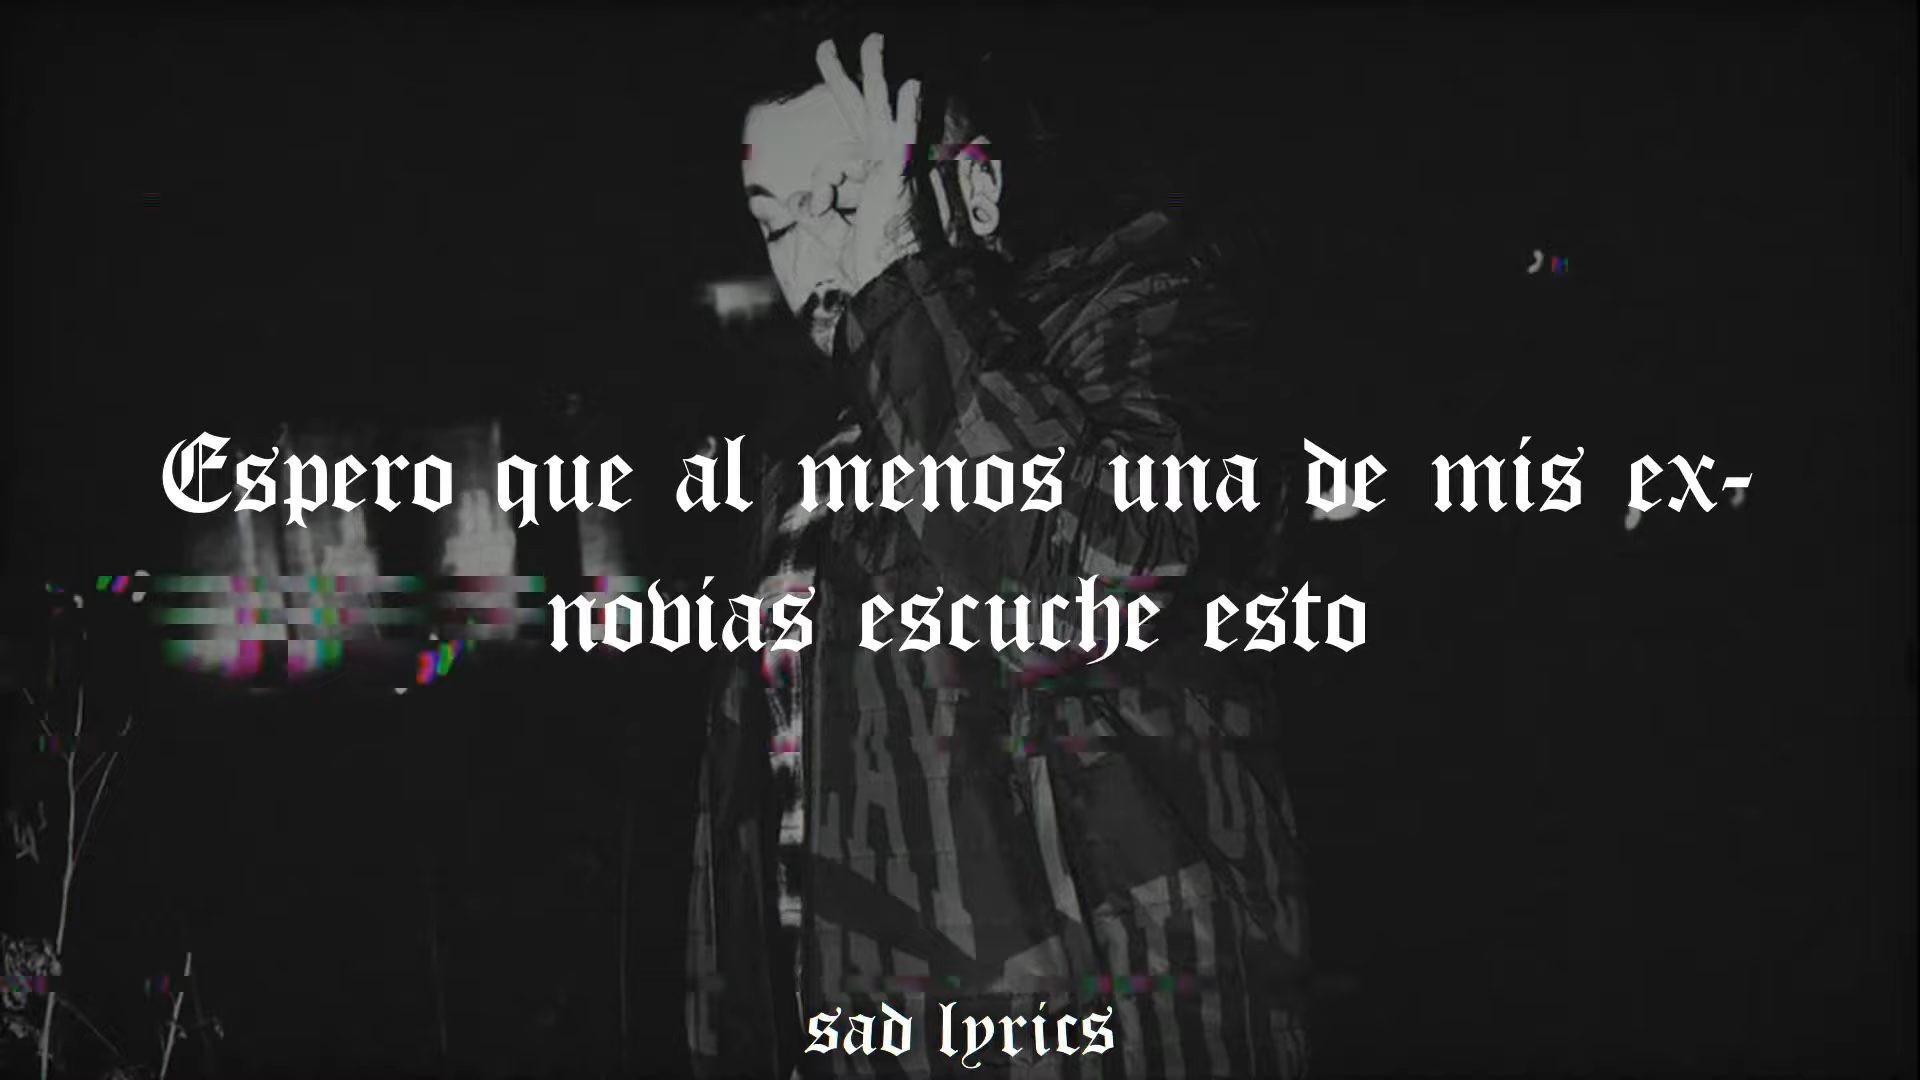 Espero que al menos una de mis ex-
novias escuche esto
sad lyrics